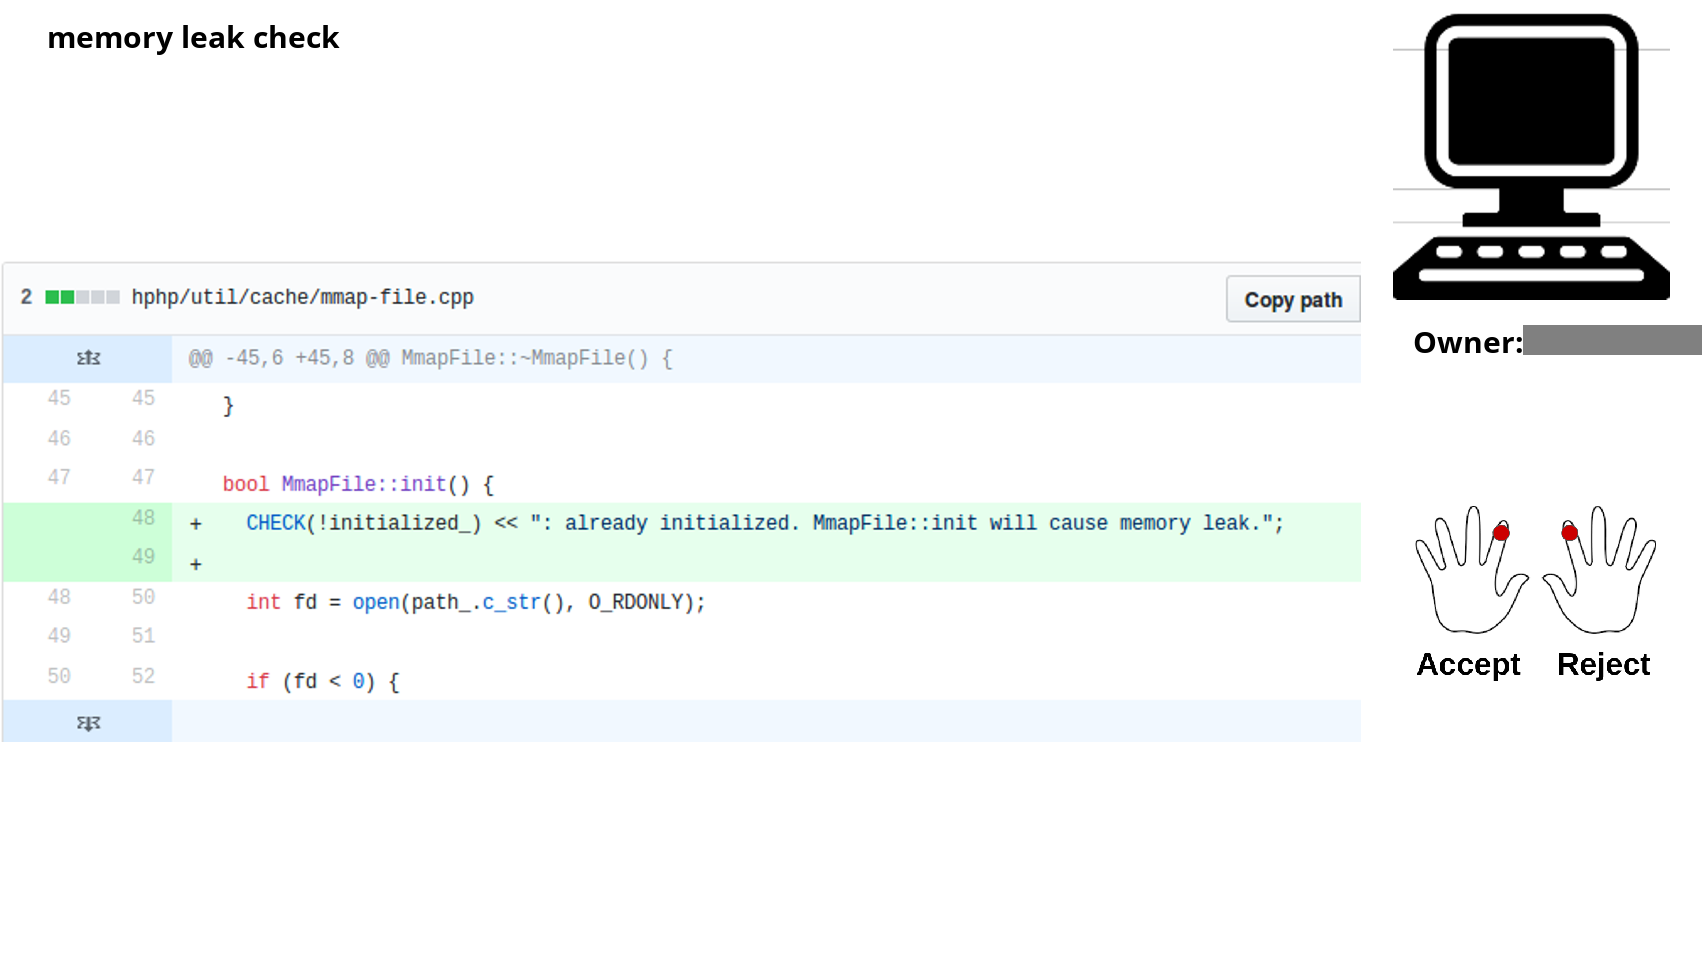 memory leak check
2 hphp/util/cache/mmap-file.cpp Copy path
@@ -45,6 +45,8 @@ MmapFile::~MmapFile() {
45 45 }
46 46
47 47 bool MmapFile::init() {
48 + CHECK(!initialized_) << ": already initialized. MmapFile::init will cause memory leak.";
49 +
48 50 int fd = open(path_.c_str(), O_RDONLY);
49 51
50 52 if (fd < 0) {
Owner:
Accept Reject